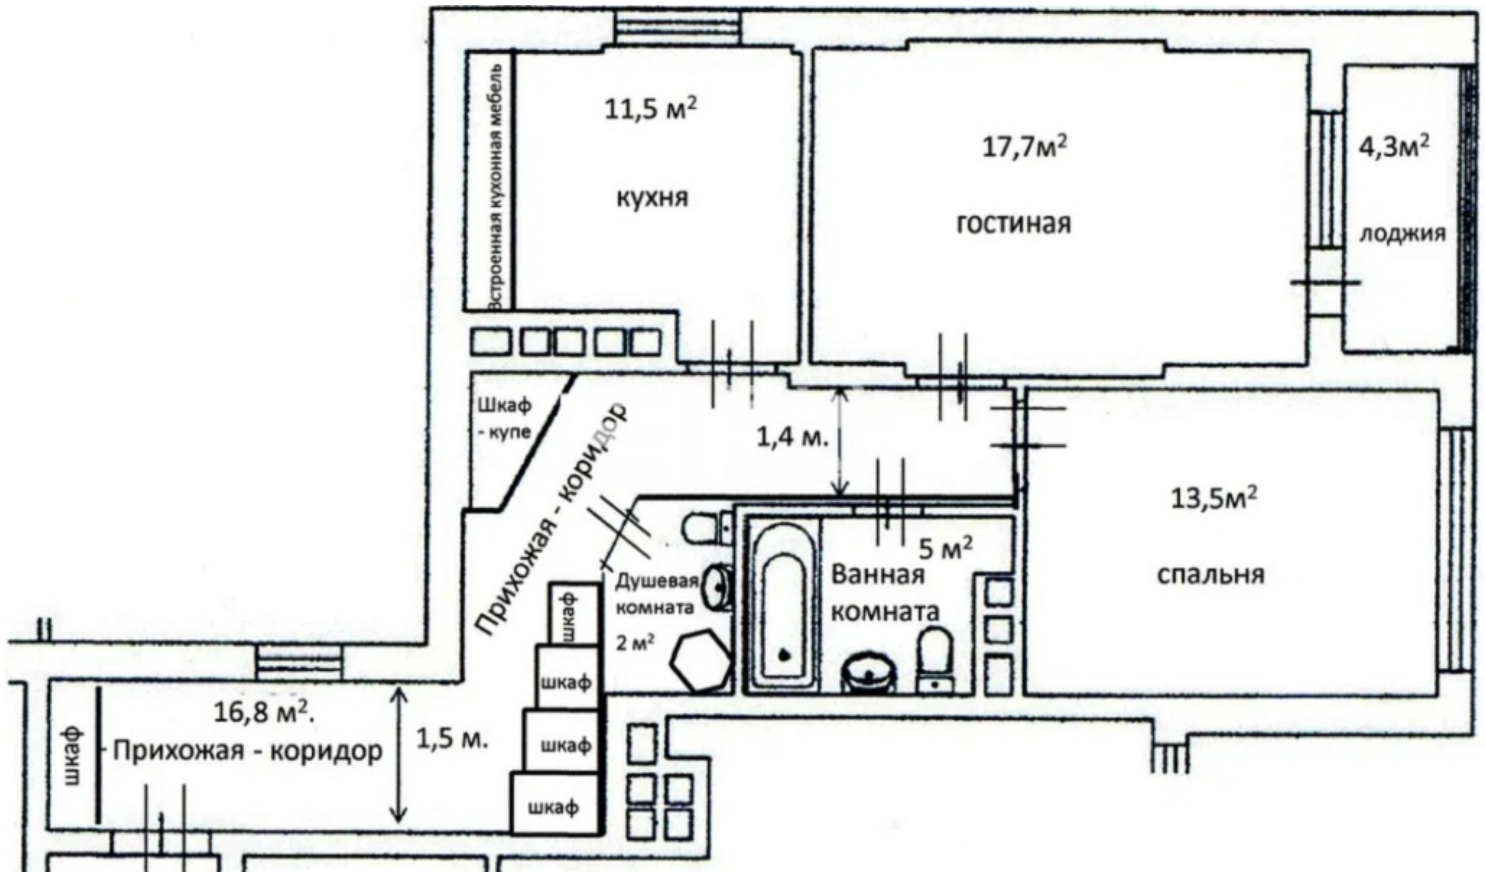 Встроенная кухонная мебель
11,5 м²
кухня
17,7м²
гостиная
4,3м²
лоджия
Шкаф
- купе
Прихожая - коридор
1,4 м.
13,5м²
спальня
5 м²
Ванная
комната
Душевая
комната
2 м²
шкаф
шкаф
шкаф
шкаф
шкаф
16,8 м².
Прихожая - коридор
1,5 м.